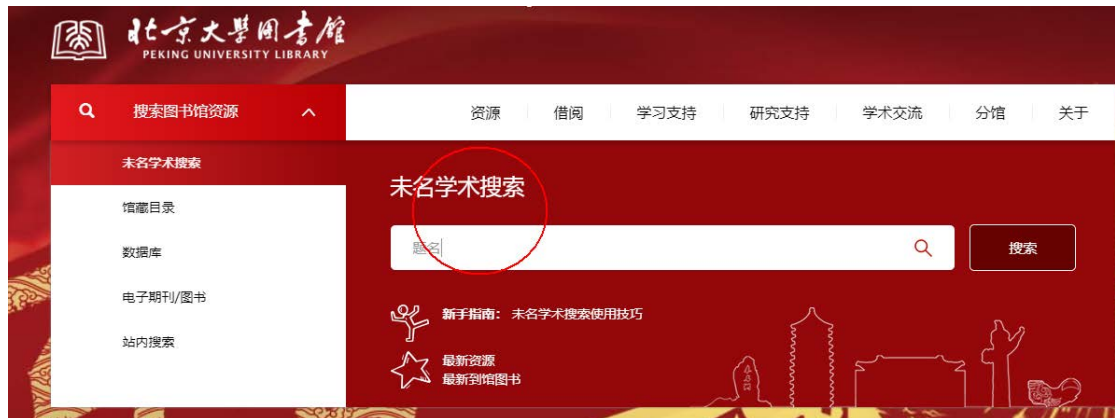 北京大學圖書館
PEKING UNIVERSITY LIBRARY
搜索图书馆资源
资源 借阅 学习支持 研究支持 学术交流 分馆 关于
未名学术搜索
馆藏目录
数据库
电子期刊/图书
站内搜索
未名学术搜索
题名
搜索
新手指南：未名学术搜索使用技巧
最新资源
最新到馆图书